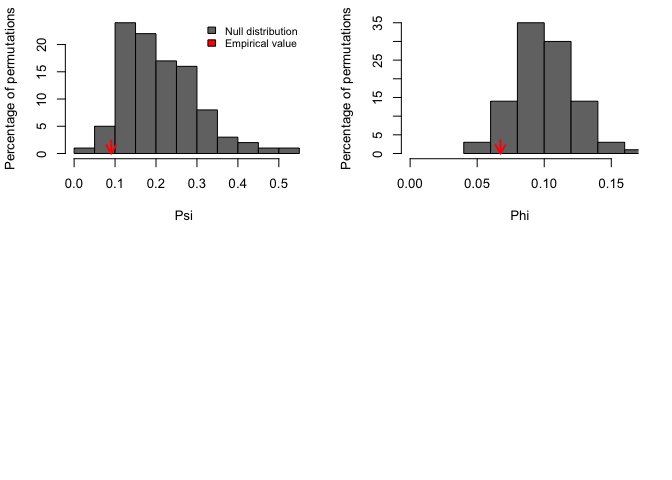 Percentage of permutations
0
5
10
15
20
0.0 0.1 0.2 0.3 0.4 0.5
Psi
Null distribution
Empirical value
Percentage of permutations
0
5
15
25
35
0.00 0.05 0.10 0.15
Phi